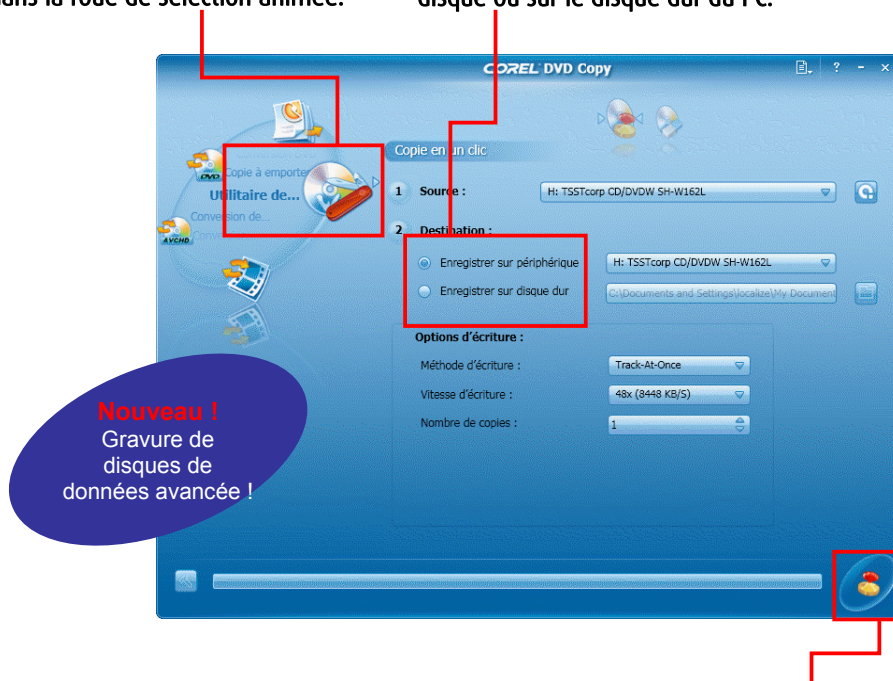 dans la roue de sélection animée.
disque ou sur le disque dur du PC.
COREL DVD Copy
?
Copie en un clic
DVD
Copie à emporter
Utilitaire de...
Conversion de...
AVCHD
1 Source :
H: TSSTcorp CD/DVDW SH-W162L
2 Destination :
Enregistrer sur périphérique
H: TSSTcorp CD/DVDW SH-W162L
Enregistrer sur disque dur
C:\Documents and Settings\localize\My Document
Options d'écriture :
Méthode d'écriture :
Track-At-Once
Vitesse d'écriture :
48x (8448 KB/S)
Nombre de copies :
1
Nouveau !
Gravure de
disques de
données avancée !